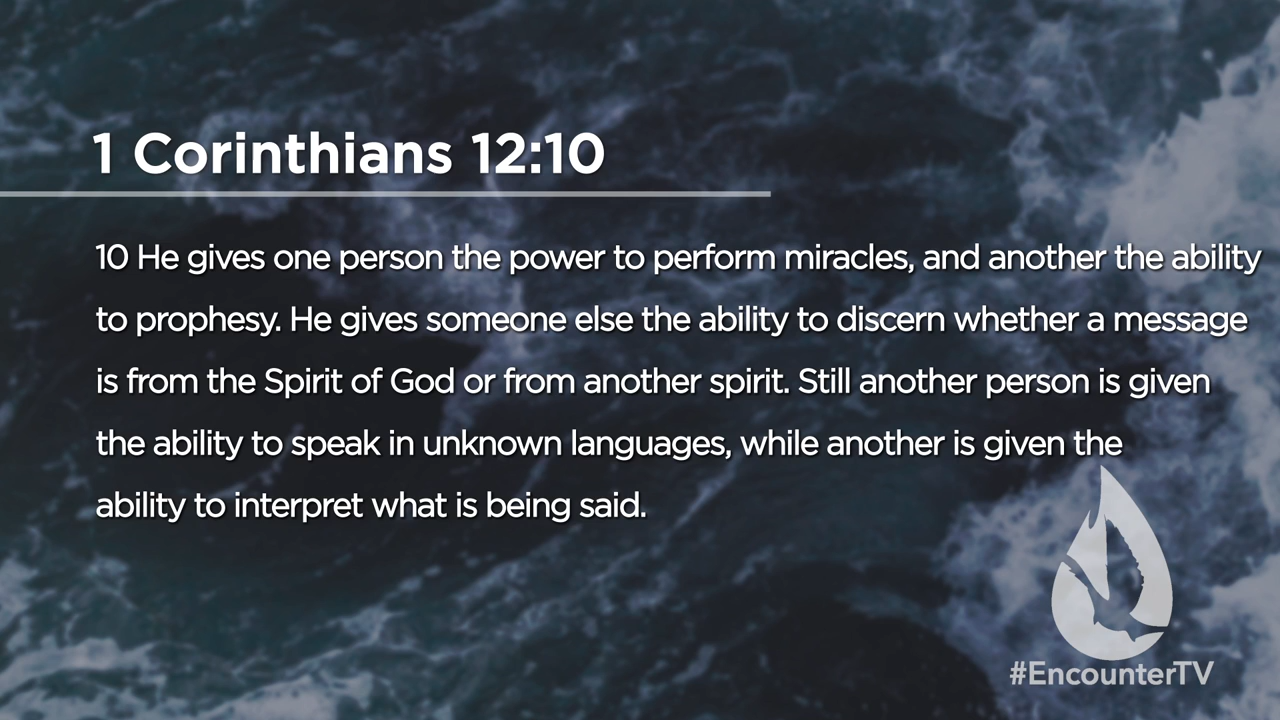 1 Corinthians 12:10
10 He gives one person the power to perform miracles, and another the ability
to prophesy. He gives someone else the ability to discern whether a message
is from the Spirit of God or from another spirit. Still another person is given
the ability to speak in unknown languages, while another is given the
ability to interpret what is being said.
#EncounterTV